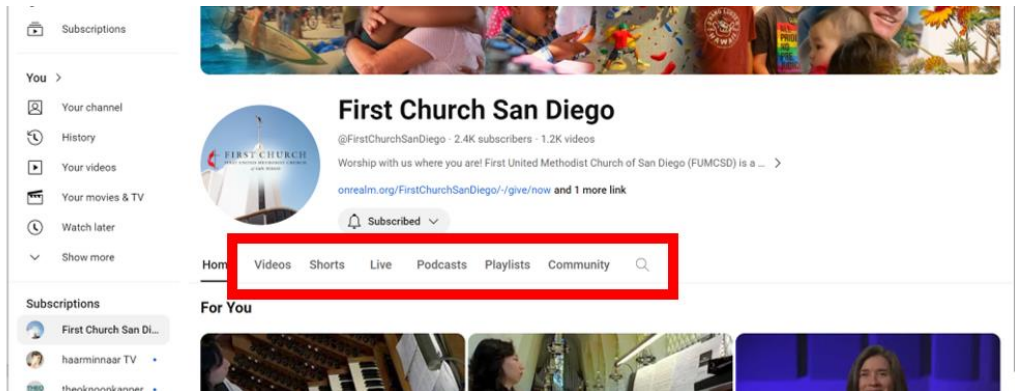 Subscriptions
You >
Your channel
History
Your videos
Your movies & TV
Watch later
Show more
Subscriptions
First Church San Di...
haarminnaar TV
FIRST CHURCH
First Church San Diego
@FirstChurchSanDiego · 2.4K subscribers · 1.2K videos
Worship with us where you are! First United Methodist Church of San Diego (FUMCSD) is a ... >
onrealm.org/FirstChurchSanDiego/-/give/now and 1 more link
Subscribed
Home Videos Shorts Live Podcasts Playlists Community
For You